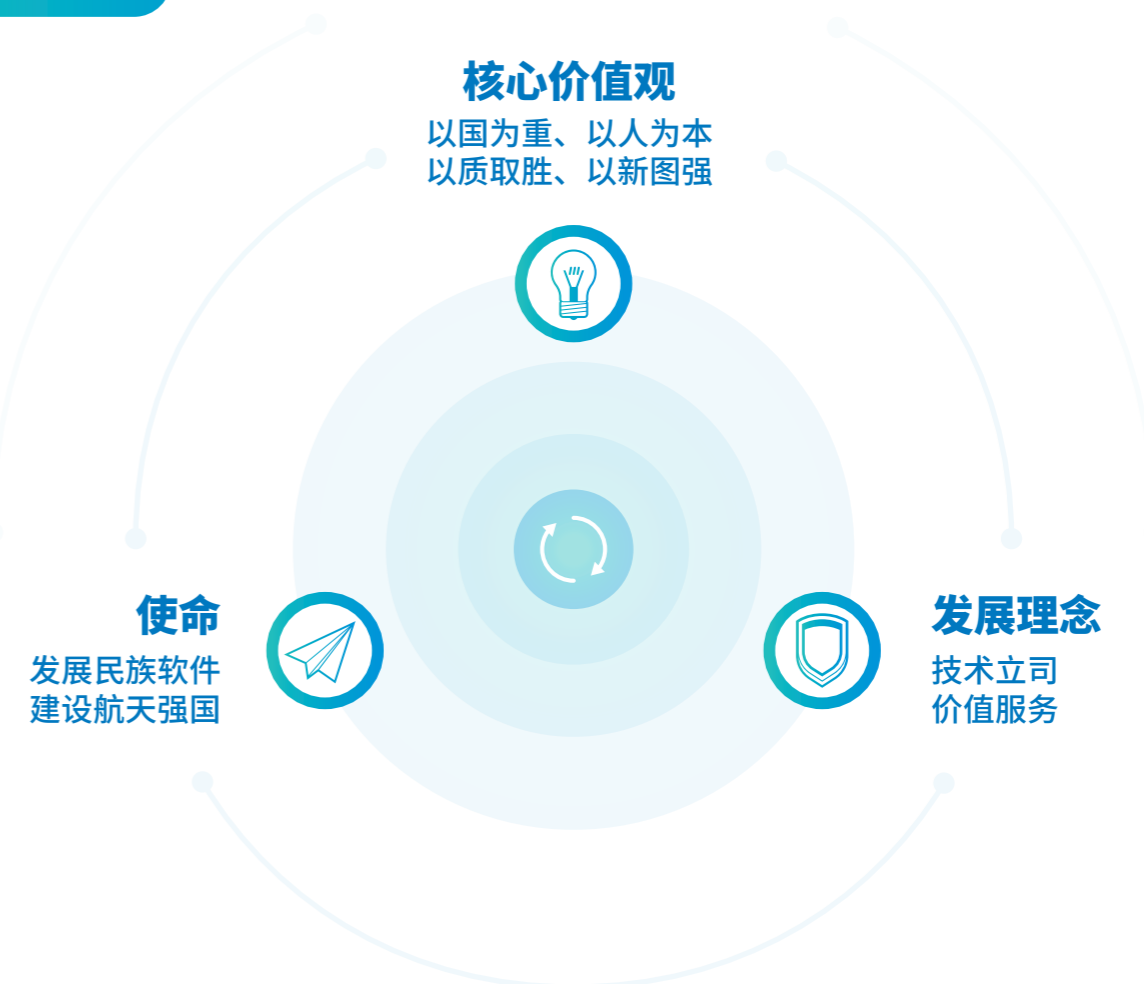 核心价值观
以国为重、以人为本
以质取胜、以新图强
使命
发展民族软件
建设航天强国
发展理念
技术立司
价值服务